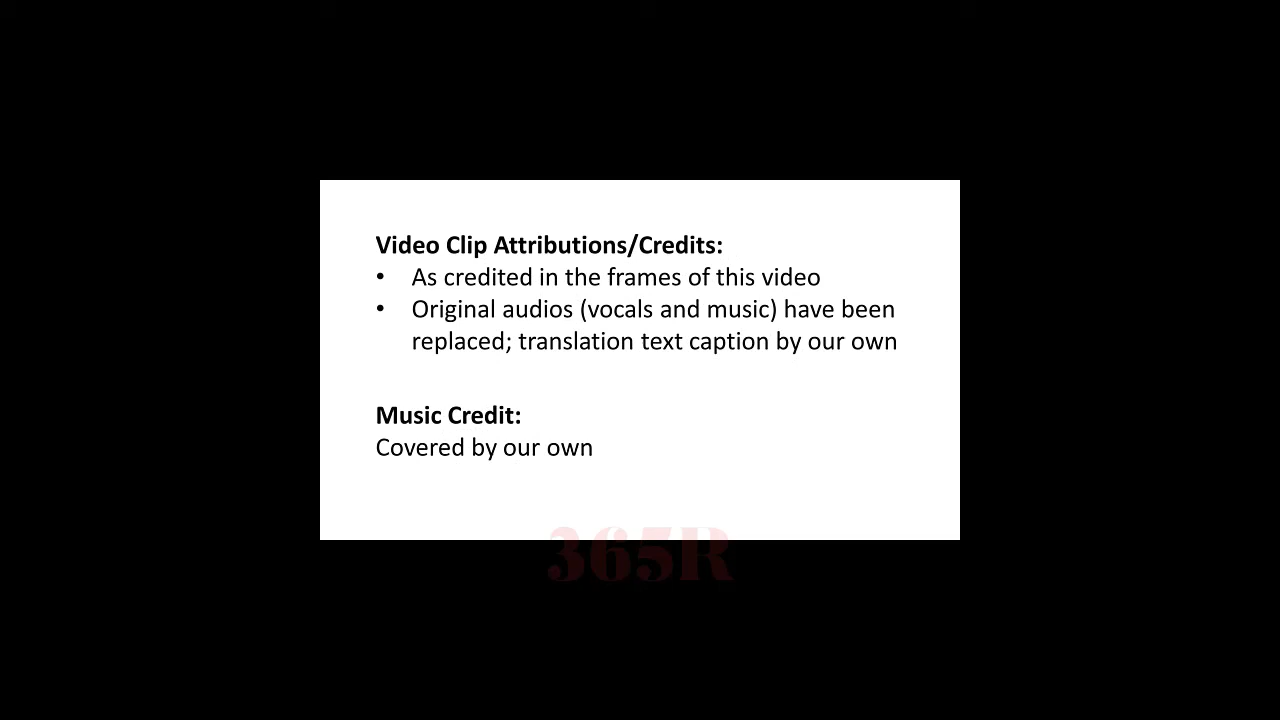 Video Clip Attributions/Credits:
• As credited in the frames of this video
• Original audios (vocals and music) have been
replaced; translation text caption by our own
Music Credit:
Covered by our own
365R